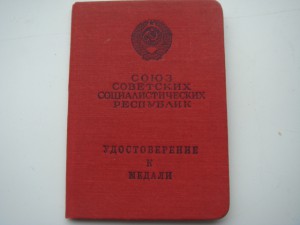 СОЮЗ
СОВЕТСКИХ
СОЦИАЛИСТИЧЕСКИХ
РЕСПУБЛИК
УДОСТОВЕРЕНИЕ
К
МЕДАЛИ